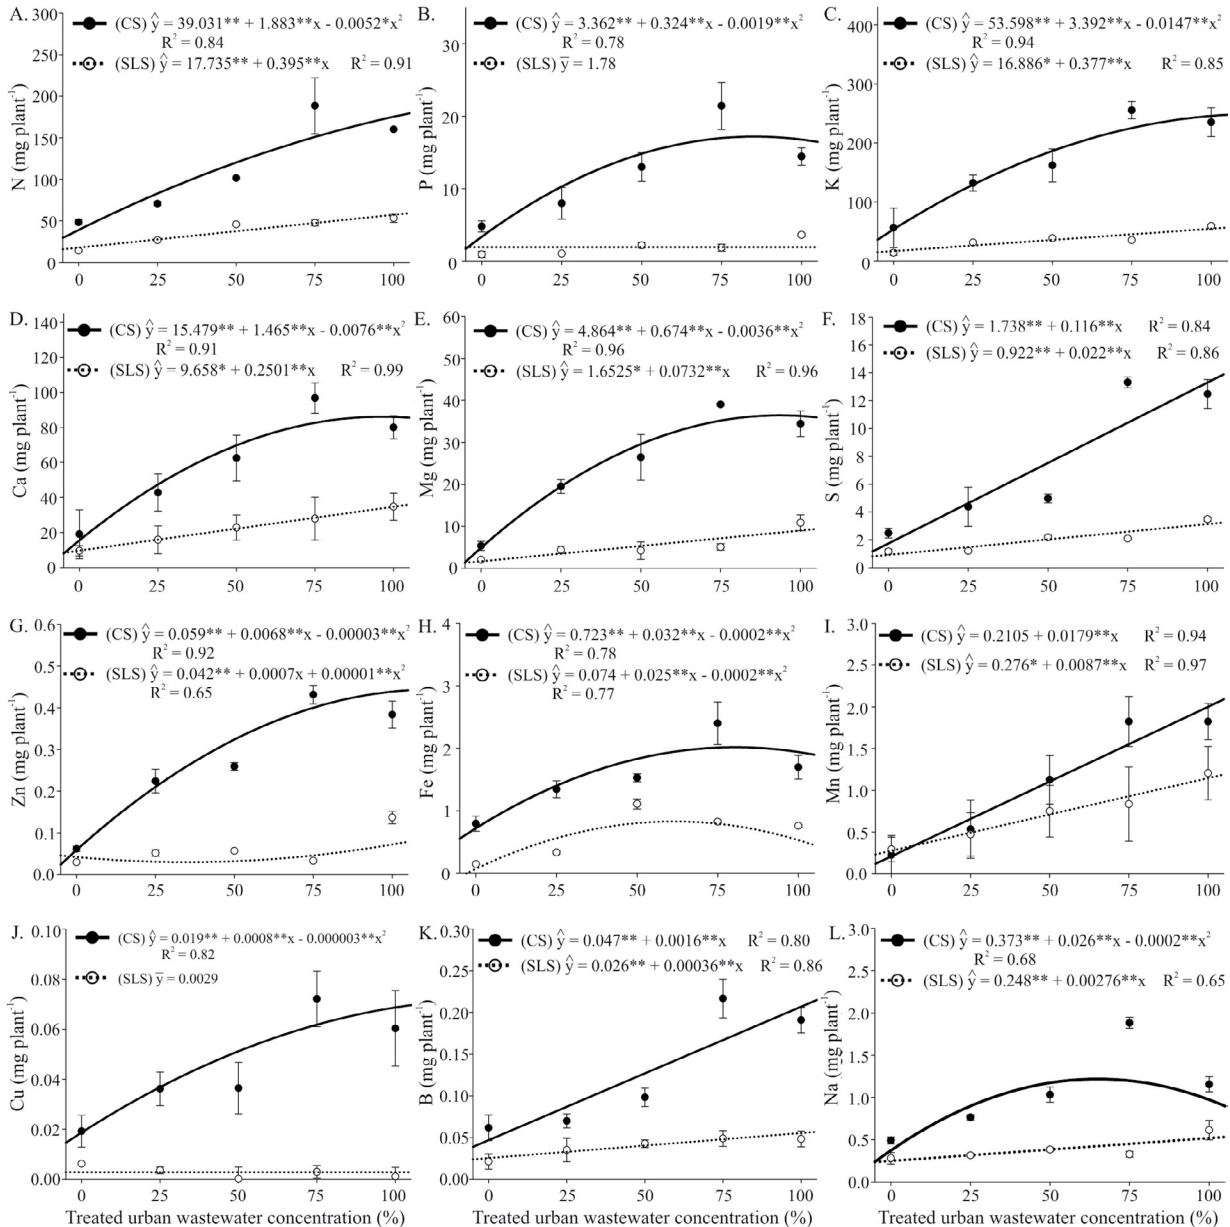 A.
(CS) ŷ = 39.031** + 1.883**x - 0.0052*x²
R² = 0.84
(SLS) ŷ = 17.735** + 0.395**x R² = 0.91
300
250
200
150
100
50
0
N (mg plant⁻¹)
0 25 50 75 100
B.
(CS) ŷ = 3.362** + 0.324**x - 0.0019**x²
R² = 0.78
(SLS) ȳ = 1.78
30
20
10
0
P (mg plant⁻¹)
0 25 50 75 100
C.
(CS) ŷ = 53.598** + 3.392**x - 0.0147**x²
R² = 0.94
(SLS) ŷ = 16.886* + 0.377**x R² = 0.85
400
300
200
100
0
K (mg plant⁻¹)
0 25 50 75 100
D.
(CS) ŷ = 15.479** + 1.465**x - 0.0076**x²
R² = 0.91
(SLS) ŷ = 9.658* + 0.2501**x R² = 0.99
140
120
100
80
60
40
20
0
Ca (mg plant⁻¹)
0 25 50 75 100
E.
(CS) ŷ = 4.864** + 0.674**x - 0.0036**x²
R² = 0.96
(SLS) ŷ = 1.6525* + 0.0732**x R² = 0.96
60
50
40
30
20
10
0
Mg (mg plant⁻¹)
0 25 50 75 100
F.
(CS) ŷ = 1.738** + 0.116**x R² = 0.84
(SLS) ŷ = 0.922** + 0.022**x R² = 0.86
18
16
14
12
10
8
6
4
2
0
S (mg plant⁻¹)
0 25 50 75 100
G.
(CS) ŷ = 0.059** + 0.0068**x - 0.00003**x²
R² = 0.92
(SLS) ŷ = 0.042** + 0.0007x + 0.00001**x²
R² = 0.65
0.6
0.5
0.4
0.3
0.2
0.1
0.0
Zn (mg plant⁻¹)
0 25 50 75 100
H.
(CS) ŷ = 0.723** + 0.032**x - 0.0002**x²
R² = 0.78
(SLS) ŷ = 0.074 + 0.025**x - 0.0002**x²
R² = 0.77
4
3
2
1
0
Fe (mg plant⁻¹)
0 25 50 75 100
I.
(CS) ŷ = 0.2105 + 0.0179**x R² = 0.94
(SLS) ŷ = 0.276* + 0.0087**x R² = 0.97
3.0
2.5
2.0
1.5
1.0
0.5
0.0
Mn (mg plant⁻¹)
0 25 50 75 100
J.
(CS) ŷ = 0.019** + 0.0008**x - 0.000003**x²
R² = 0.82
(SLS) ȳ = 0.0029
0.10
0.08
0.06
0.04
0.02
0.00
Cu (mg plant⁻¹)
0 25 50 75 100
Treated urban wastewater concentration (%)
K.
(CS) ŷ = 0.047** + 0.0016**x R² = 0.80
(SLS) ŷ = 0.026** + 0.00036**x R² = 0.86
0.30
0.25
0.20
0.15
0.10
0.05
0.00
B (mg plant⁻¹)
0 25 50 75 100
Treated urban wastewater concentration (%)
L.
(CS) ŷ = 0.373** + 0.026**x - 0.0002**x²
R² = 0.68
(SLS) ŷ = 0.248** + 0.00276**x R² = 0.65
3.0
2.5
2.0
1.5
1.0
0.5
0.0
Na (mg plant⁻¹)
0 25 50 75 100
Treated urban wastewater concentration (%)